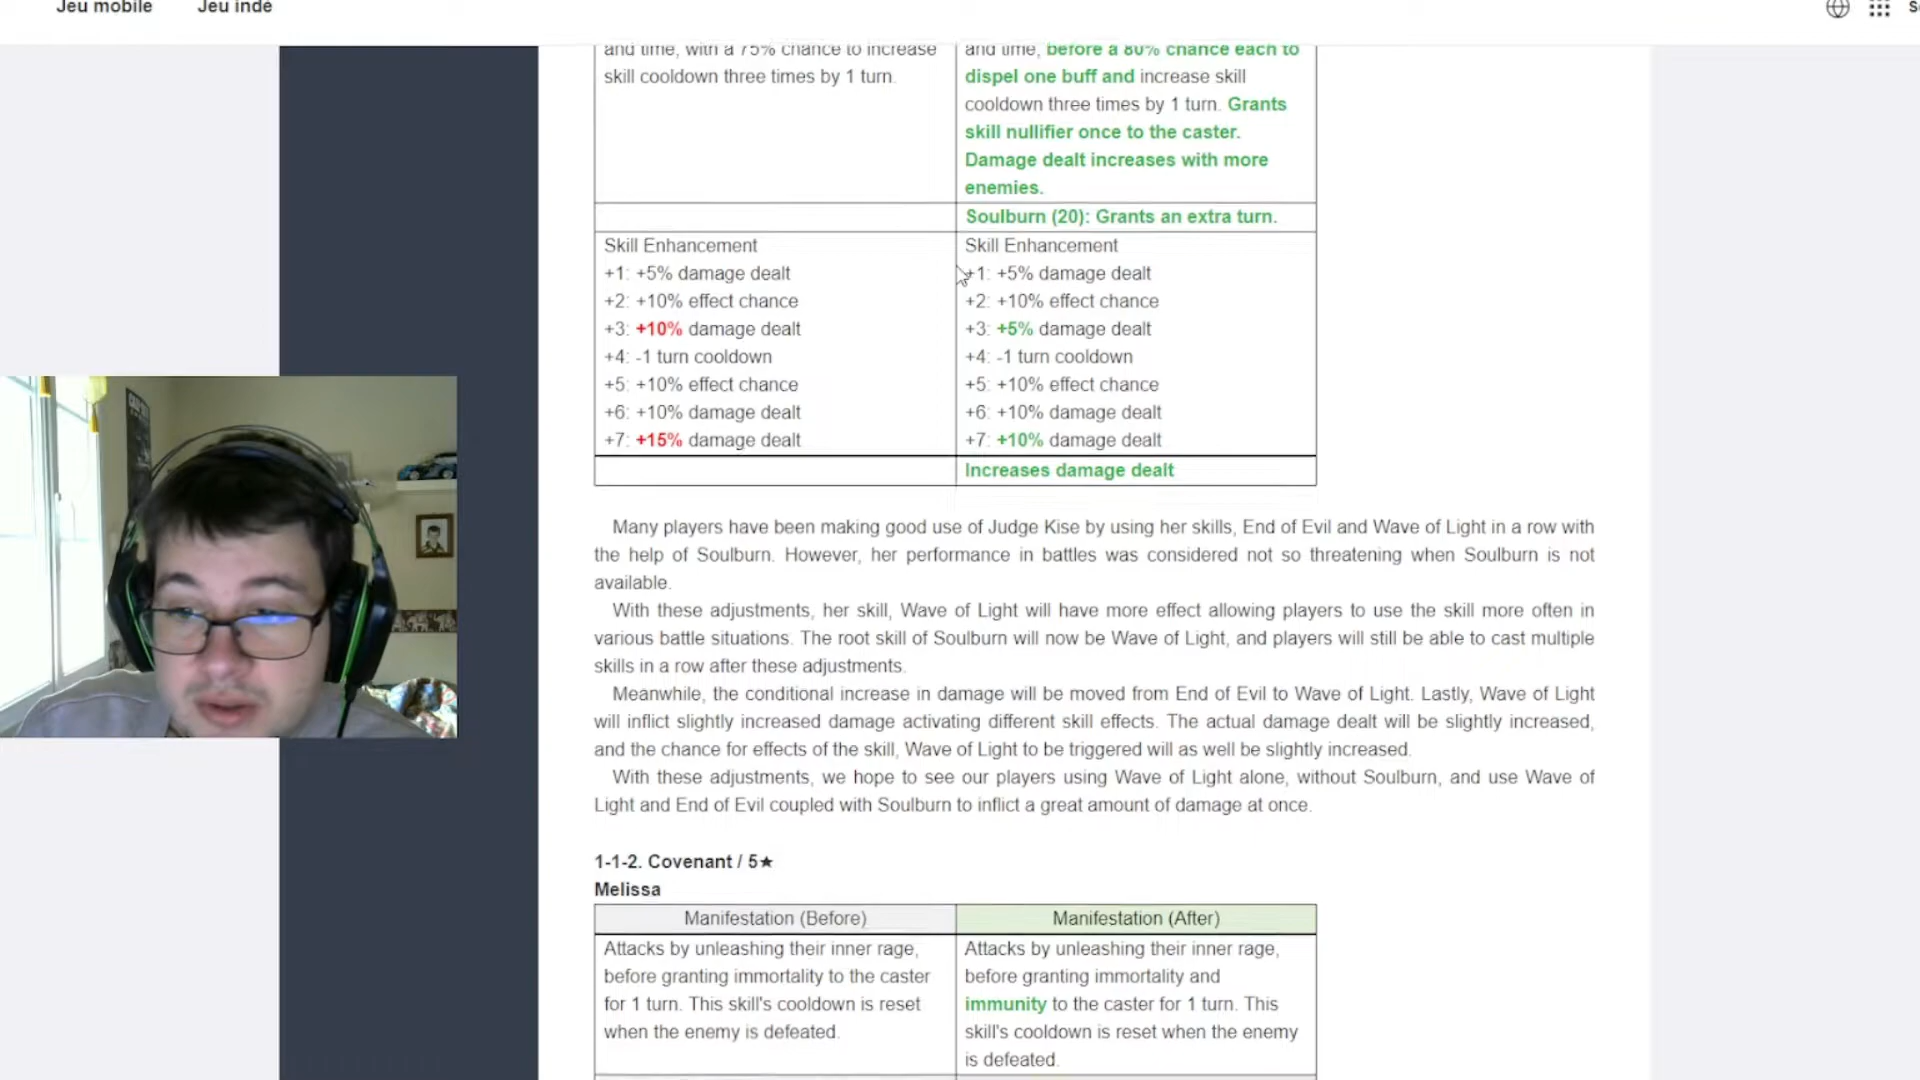 Jeu mobile Jeu indé
and time, with a 75% chance to increase
skill cooldown three times by 1 turn.
and time, before a 80% chance each to
dispel one buff and increase skill
cooldown three times by 1 turn. Grants
skill nullifier once to the caster.
Damage dealt increases with more
enemies.
Soulburn (20): Grants an extra turn.
Skill Enhancement
+1: +5% damage dealt
+2: +10% effect chance
+3: +10% damage dealt
+4: -1 turn cooldown
+5: +10% effect chance
+6: +10% damage dealt
+7: +15% damage dealt
Skill Enhancement
+1: +5% damage dealt
+2: +10% effect chance
+3: +5% damage dealt
+4: -1 turn cooldown
+5: +10% effect chance
+6: +10% damage dealt
+7: +10% damage dealt
Increases damage dealt
Many players have been making good use of Judge Kise by using her skills, End of Evil and Wave of Light in a row with
the help of Soulburn. However, her performance in battles was considered not so threatening when Soulburn is not
available.
With these adjustments, her skill, Wave of Light will have more effect allowing players to use the skill more often in
various battle situations. The root skill of Soulburn will now be Wave of Light, and players will still be able to cast multiple
skills in a row after these adjustments.
Meanwhile, the conditional increase in damage will be moved from End of Evil to Wave of Light. Lastly, Wave of Light
will inflict slightly increased damage activating different skill effects. The actual damage dealt will be slightly increased,
and the chance for effects of the skill, Wave of Light to be triggered will as well be slightly increased.
With these adjustments, we hope to see our players using Wave of Light alone, without Soulburn, and use Wave of
Light and End of Evil coupled with Soulburn to inflict a great amount of damage at once.
1-1-2. Covenant / 5★
Melissa
Manifestation (Before)
Manifestation (After)
Attacks by unleashing their inner rage,
before granting immortality to the caster
for 1 turn. This skill's cooldown is reset
when the enemy is defeated.
Attacks by unleashing their inner rage,
before granting immortality and
immunity to the caster for 1 turn. This
skill's cooldown is reset when the enemy
is defeated.